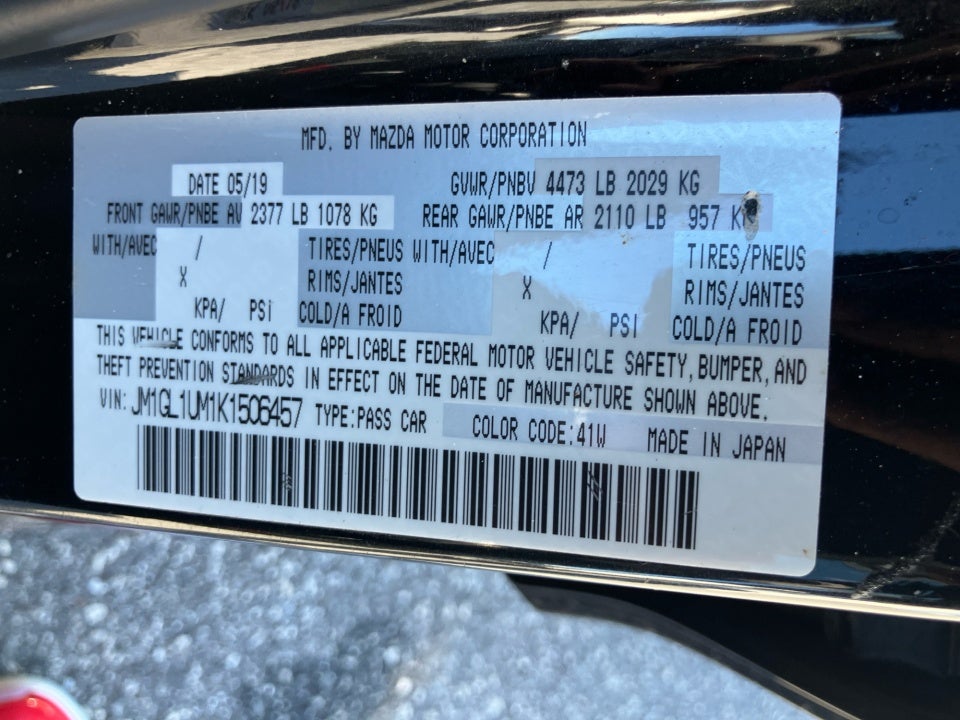 MFD. BY MAZDA MOTOR CORPORATION
DATE 05/19 GVWR/PNBV 4473 LB 2029 KG
FRONT GAWR/PNBE AV 2377 LB 1078 KG REAR GAWR/PNBE AR 2110 LB 957 KG
WITH/AVEC / TIRES/PNEUS WITH/AVEC / TIRES/PNEUS
X RIMS/JANTES X RIMS/JANTES
KPA/ PSI COLD/A FROID KPA/ PSI COLD/A FROID
THIS VEHICLE CONFORMS TO ALL APPLICABLE FEDERAL MOTOR VEHICLE SAFETY, BUMPER, AND
THEFT PREVENTION STANDARDS IN EFFECT ON THE DATE OF MANUFACTURE SHOWN ABOVE.
VIN: JM1GL1UM1K1506457 TYPE:PASS CAR COLOR CODE:41W MADE IN JAPAN